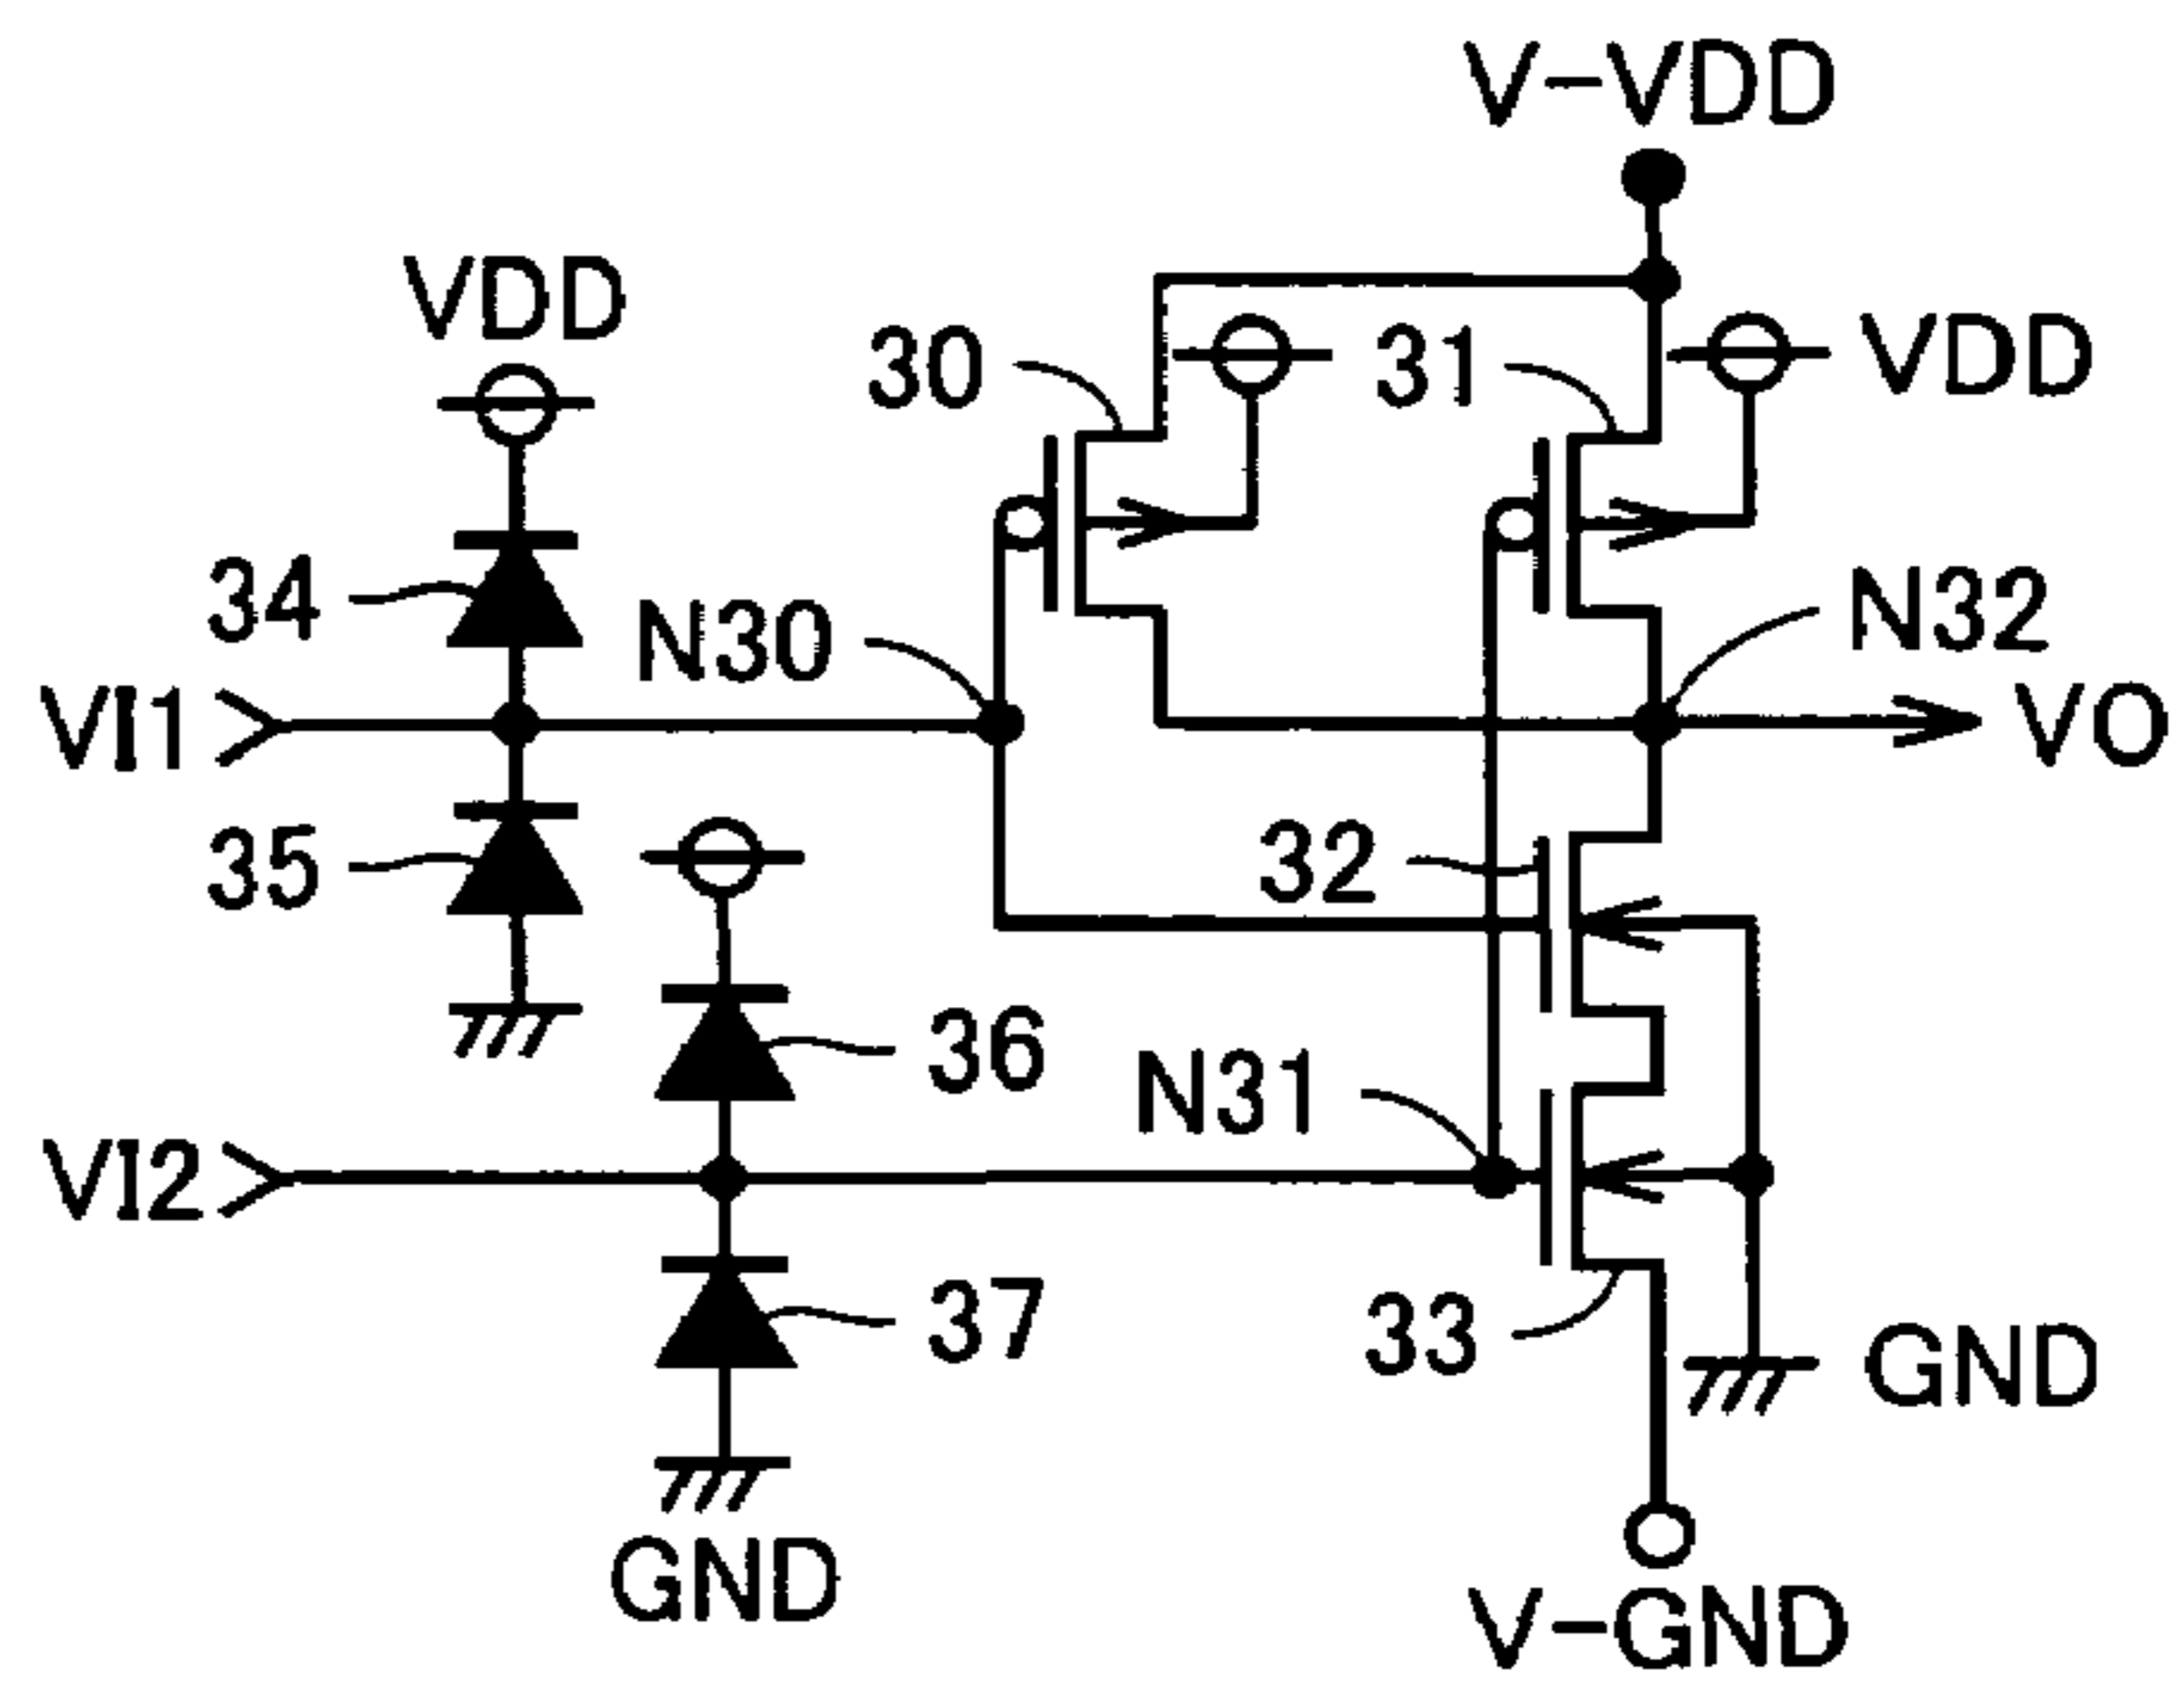 V-VDD
VDD
30
31
VDD
34
N30
N32
VI1
VO
35
32
36
N31
VI2
37
33
GND
GND
V-GND